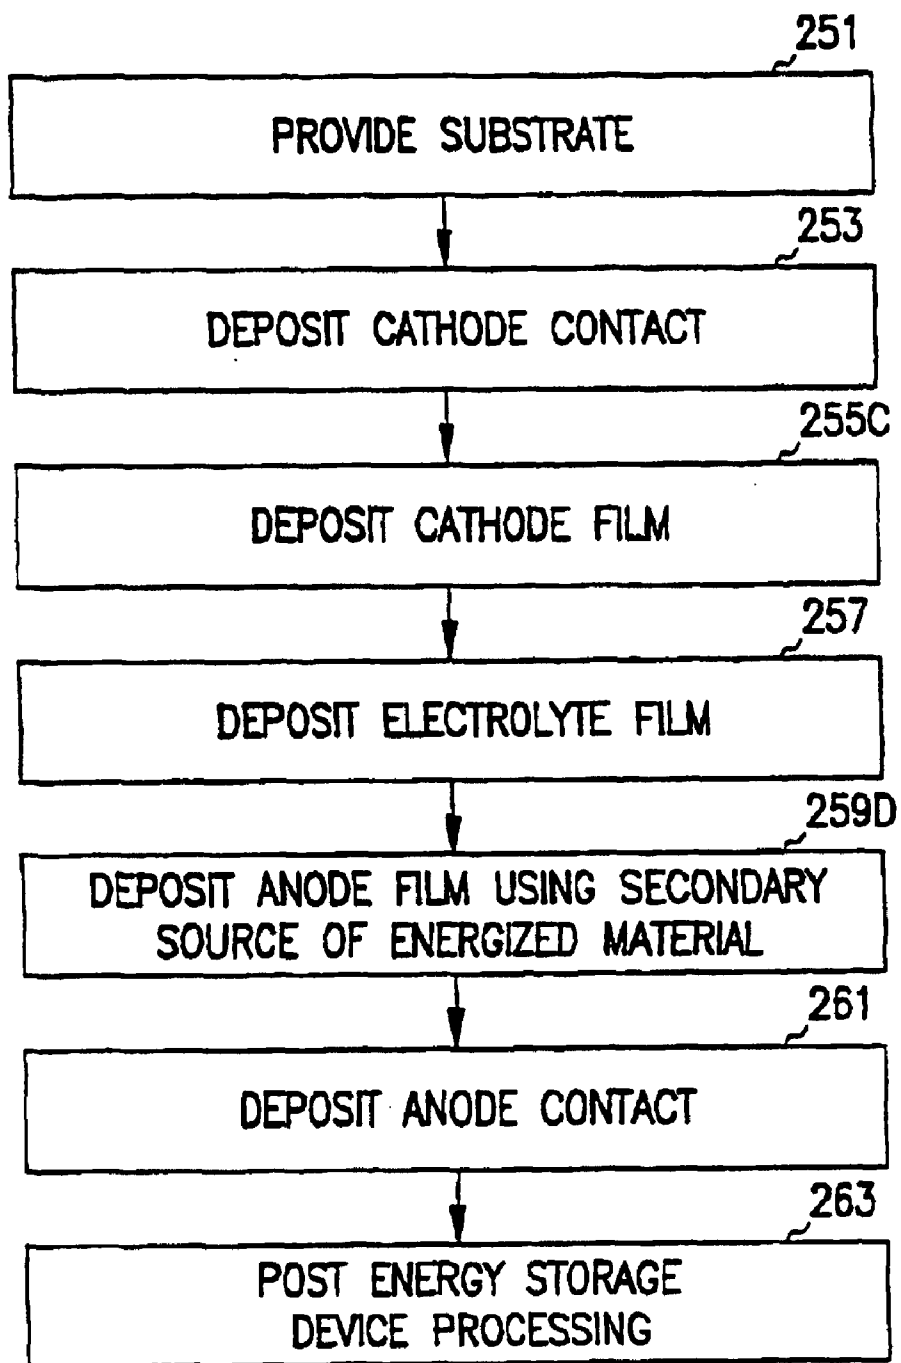 251
PROVIDE SUBSTRATE
253
DEPOSIT CATHODE CONTACT
255C
DEPOSIT CATHODE FILM
257
DEPOSIT ELECTROLYTE FILM
259D
DEPOSIT ANODE FILM USING SECONDARY
SOURCE OF ENERGIZED MATERIAL
261
DEPOSIT ANODE CONTACT
263
POST ENERGY STORAGE
DEVICE PROCESSING